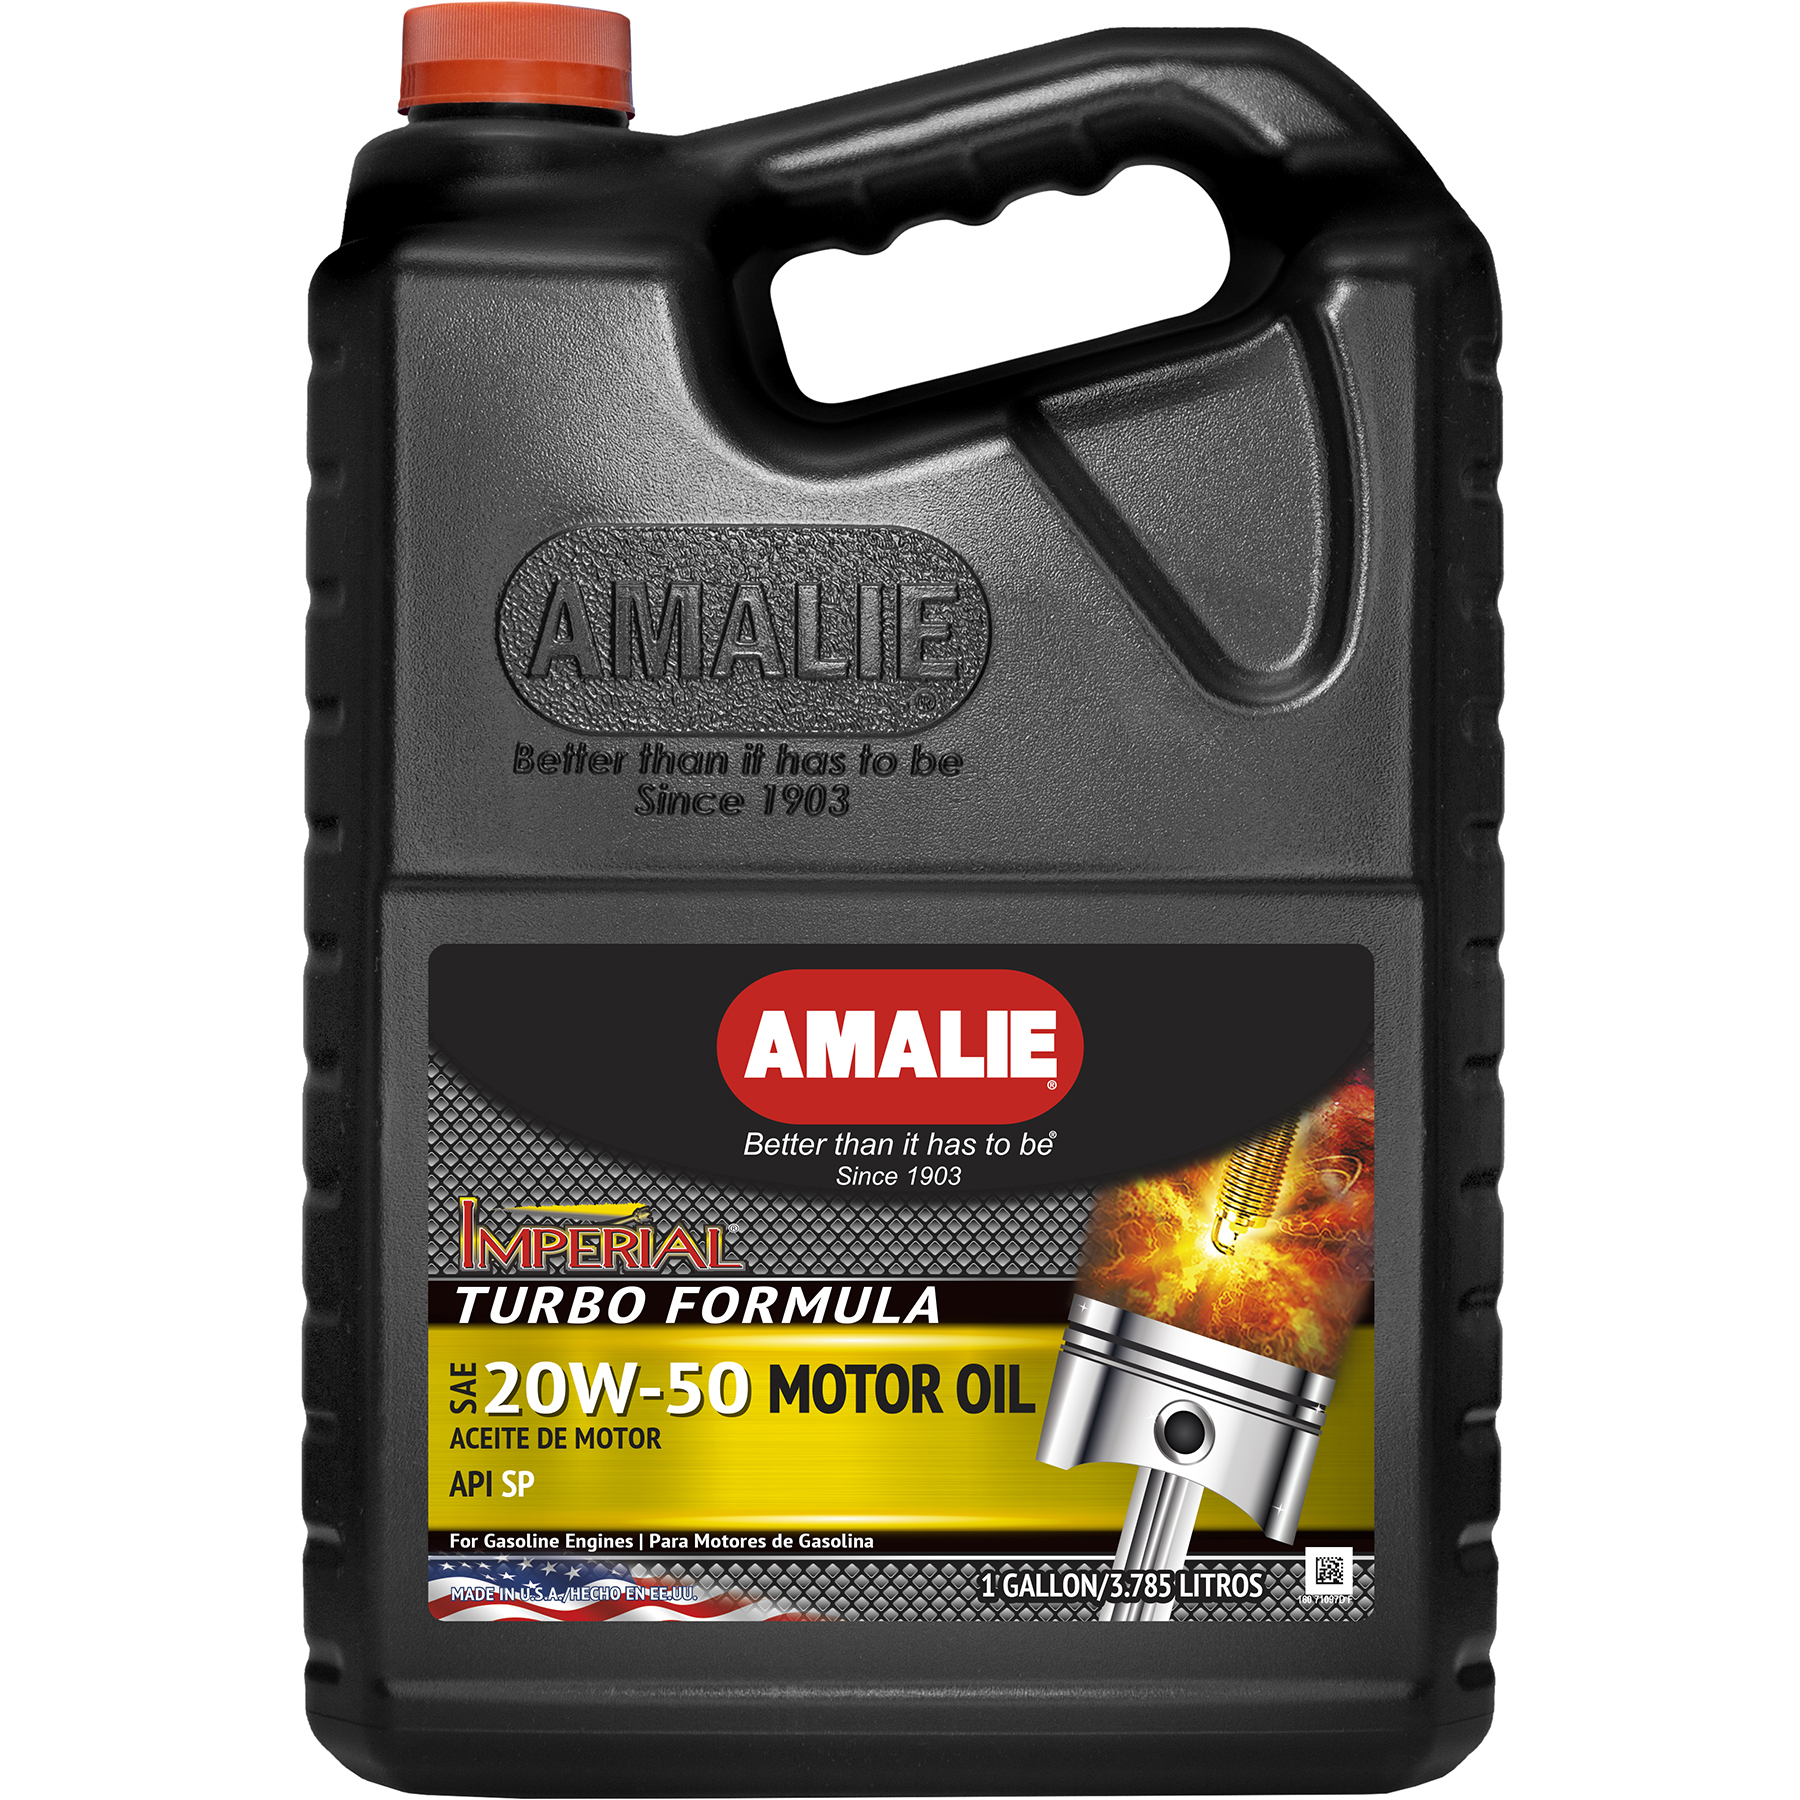 AMALIE
®
Better than it has to be
Since 1903
AMALIE
®
Better than it has to be®
Since 1903
IMPERIAL®
TURBO FORMULA
SAE 20W-50 MOTOR OIL
ACEITE DE MOTOR
API SP
For Gasoline Engines | Para Motores de Gasolina
MADE IN U.S.A./HECHO EN EE.UU.
1 GALLON/3.785 LITROS